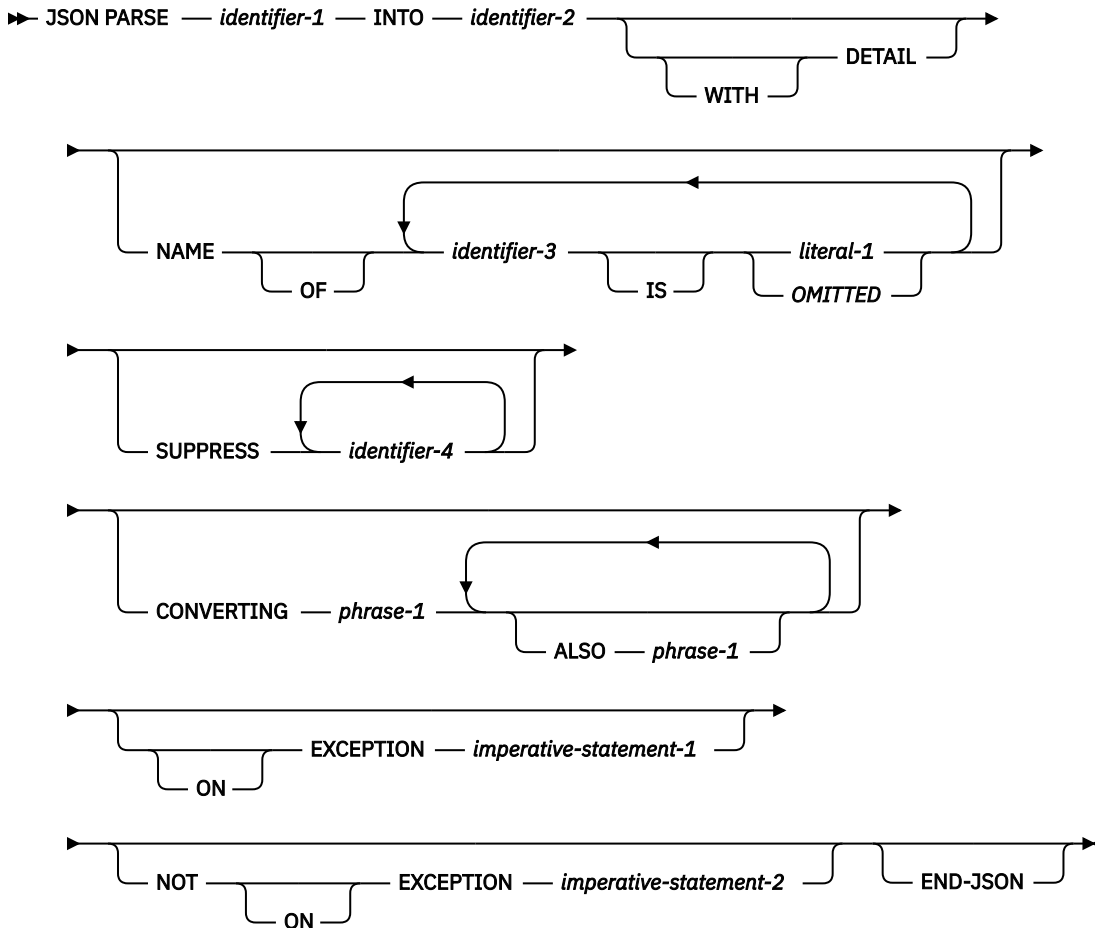 JSON PARSE identifier-1 INTO identifier-2
DETAIL
WITH
NAME identifier-3 literal-1
OF IS OMITTED
SUPPRESS identifier-4
CONVERTING phrase-1
ALSO phrase-1
EXCEPTION imperative-statement-1
ON
NOT EXCEPTION imperative-statement-2 END-JSON
ON